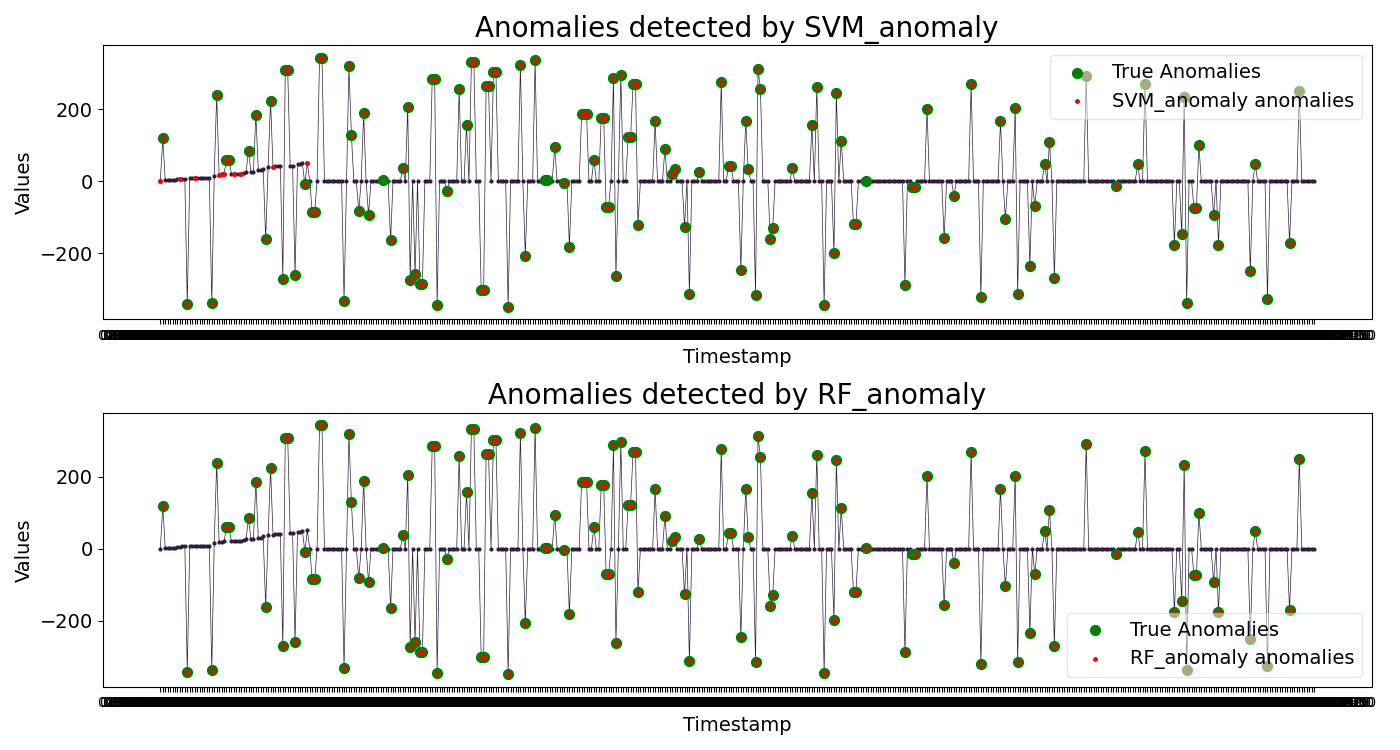 Anomalies detected by SVM_anomaly
True Anomalies
SVM_anomaly anomalies
200
0
−200
Values
Timestamp
Anomalies detected by RF_anomaly
200
0
−200
Values
True Anomalies
RF_anomaly anomalies
Timestamp